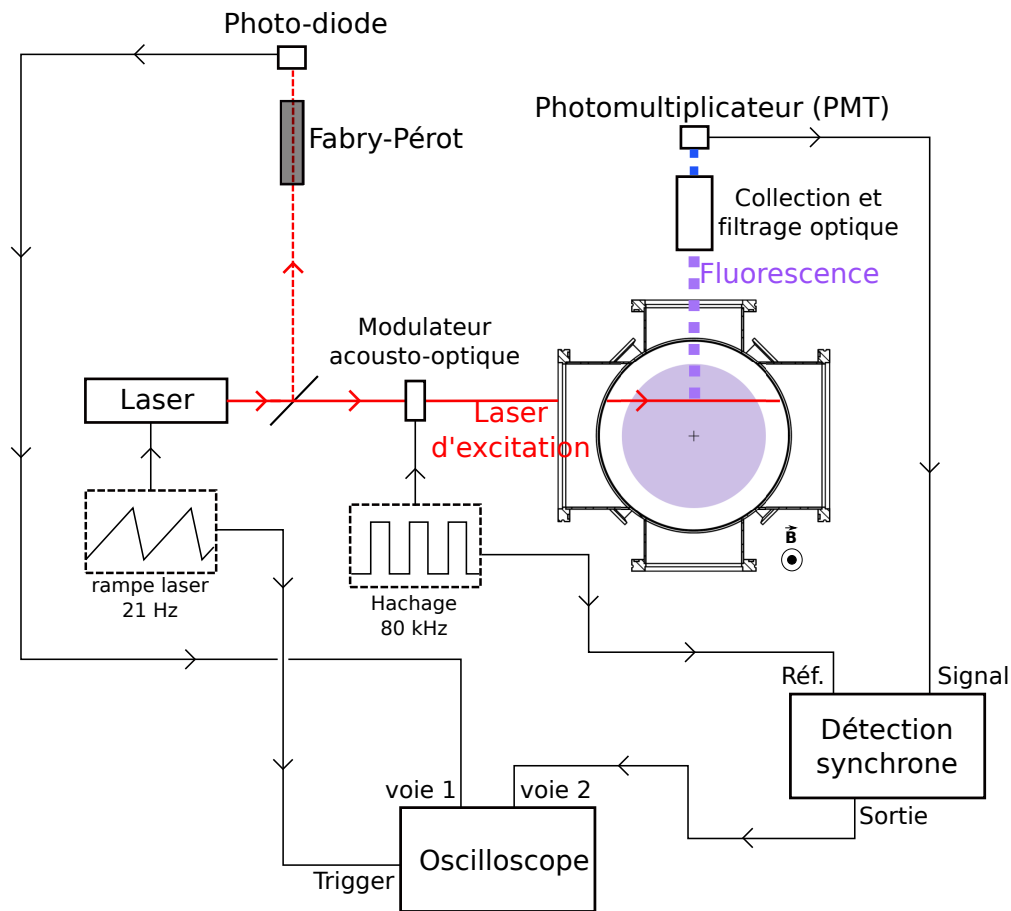 Photo-diode
Photomultiplicateur (PMT)
Fabry-Pérot
Collection et
filtrage optique
Fluorescence
Modulateur
acousto-optique
Laser
Laser
d'excitation
B
rampe laser
21 Hz
Hachage
80 kHz
Réf.
Signal
Détection
synchrone
voie 1
voie 2
Sortie
Oscilloscope
Trigger